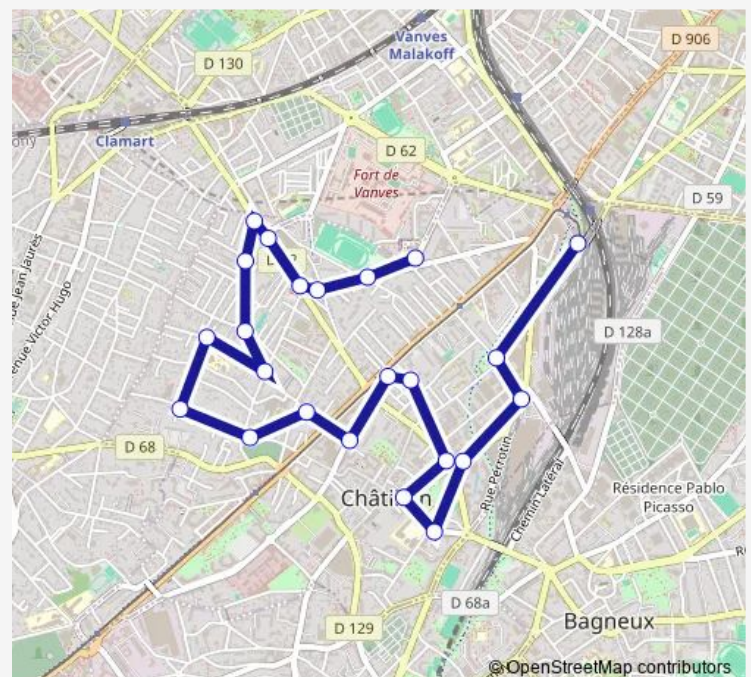 Vanves
Malakoff
D 906
D 130
Clamart
D 62
Fort de
Vanves
D 59
D 128a
D 68
Rue Perrotin
Chemin Latéral
Résidence Pablo
Picasso
D 68a
D 129
Bagneux
© OpenStreetMap contributors